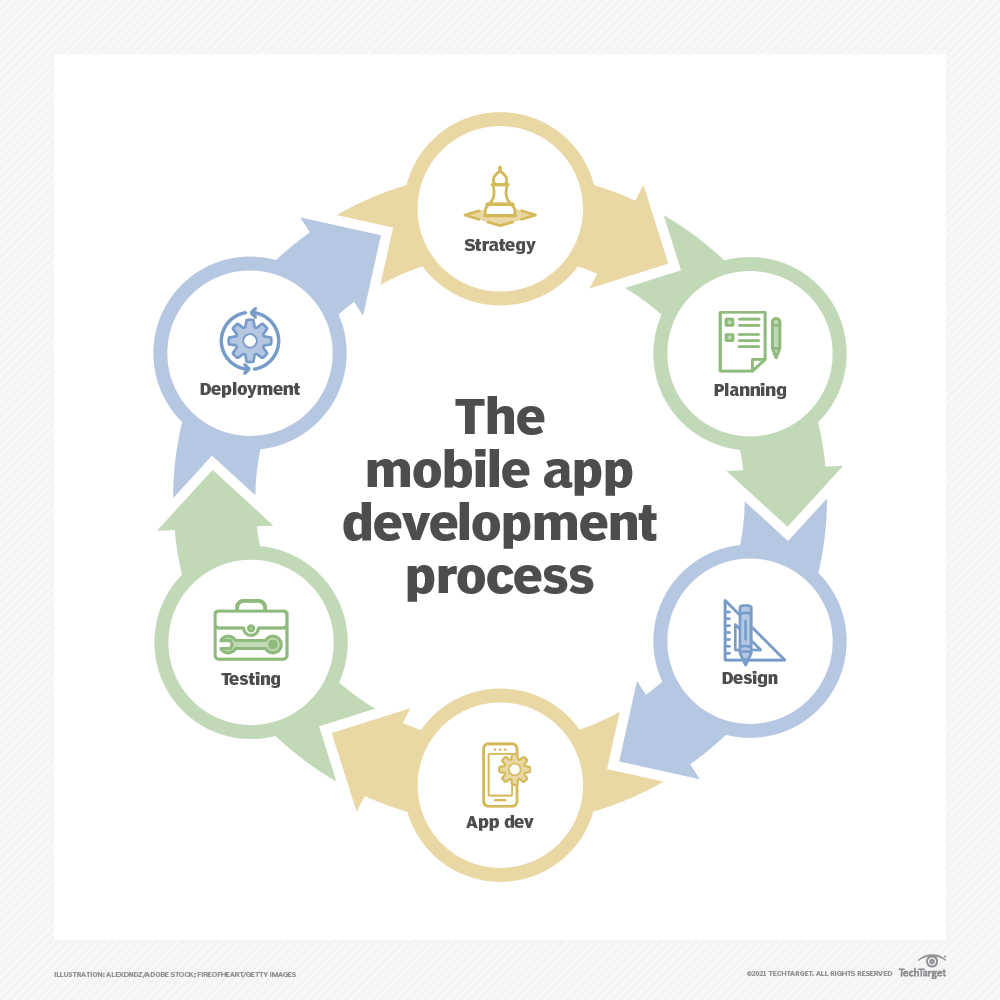 Strategy
Deployment
Planning
The
mobile app
development
process
Testing
Design
App dev
ILLUSTRATION: ALEXDNDZ/ADOBE STOCK; FIREOFHEART/GETTY IMAGES
©2021 TECHTARGET. ALL RIGHTS RESERVED TechTarget